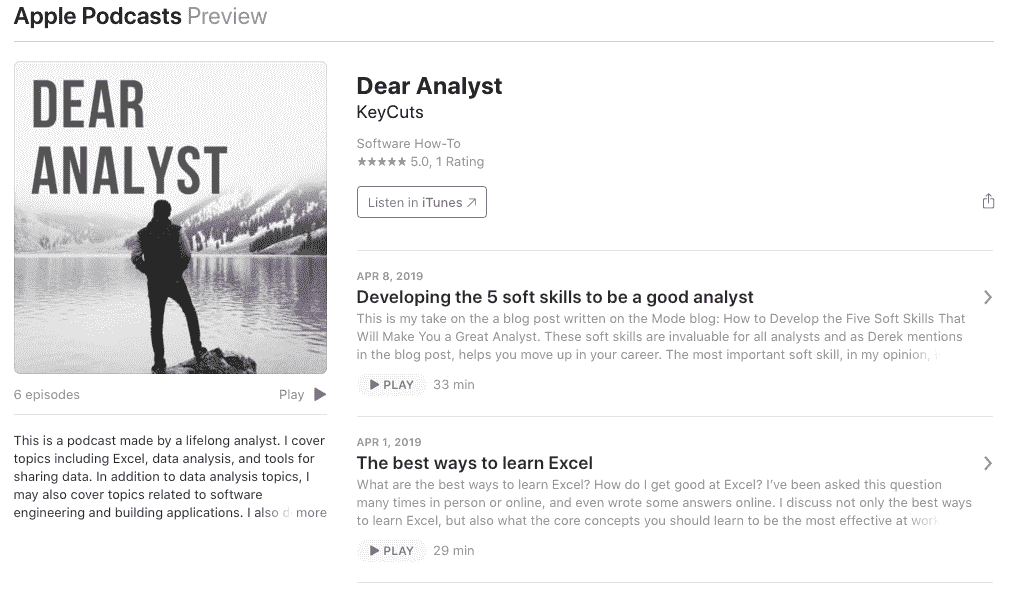 Apple Podcasts Preview
DEAR
ANALYST
6 episodes
Play
This is a podcast made by a lifelong analyst. I cover
topics including Excel, data analysis, and tools for
sharing data. In addition to data analysis topics, I
may also cover topics related to software
engineering and building applications. I also more
Dear Analyst
KeyCuts
Software How-To
★★★★★ 5.0, 1 Rating
Listen in iTunes ↗
APR 8, 2019
Developing the 5 soft skills to be a good analyst
This is my take on the a blog post written on the Mode blog: How to Develop the Five Soft Skills That
Will Make You a Great Analyst. These soft skills are invaluable for all analysts and as Derek mentions
in the blog post, helps you move up in your career. The most important soft skill, in my opinion,
▶ PLAY 33 min
APR 1, 2019
The best ways to learn Excel
What are the best ways to learn Excel? How do I get good at Excel? I've been asked this question
many times in person or online, and even wrote some answers online. I discuss not only the best ways
to learn Excel, but also what the core concepts you should learn to be the most effective at work
▶ PLAY 29 min